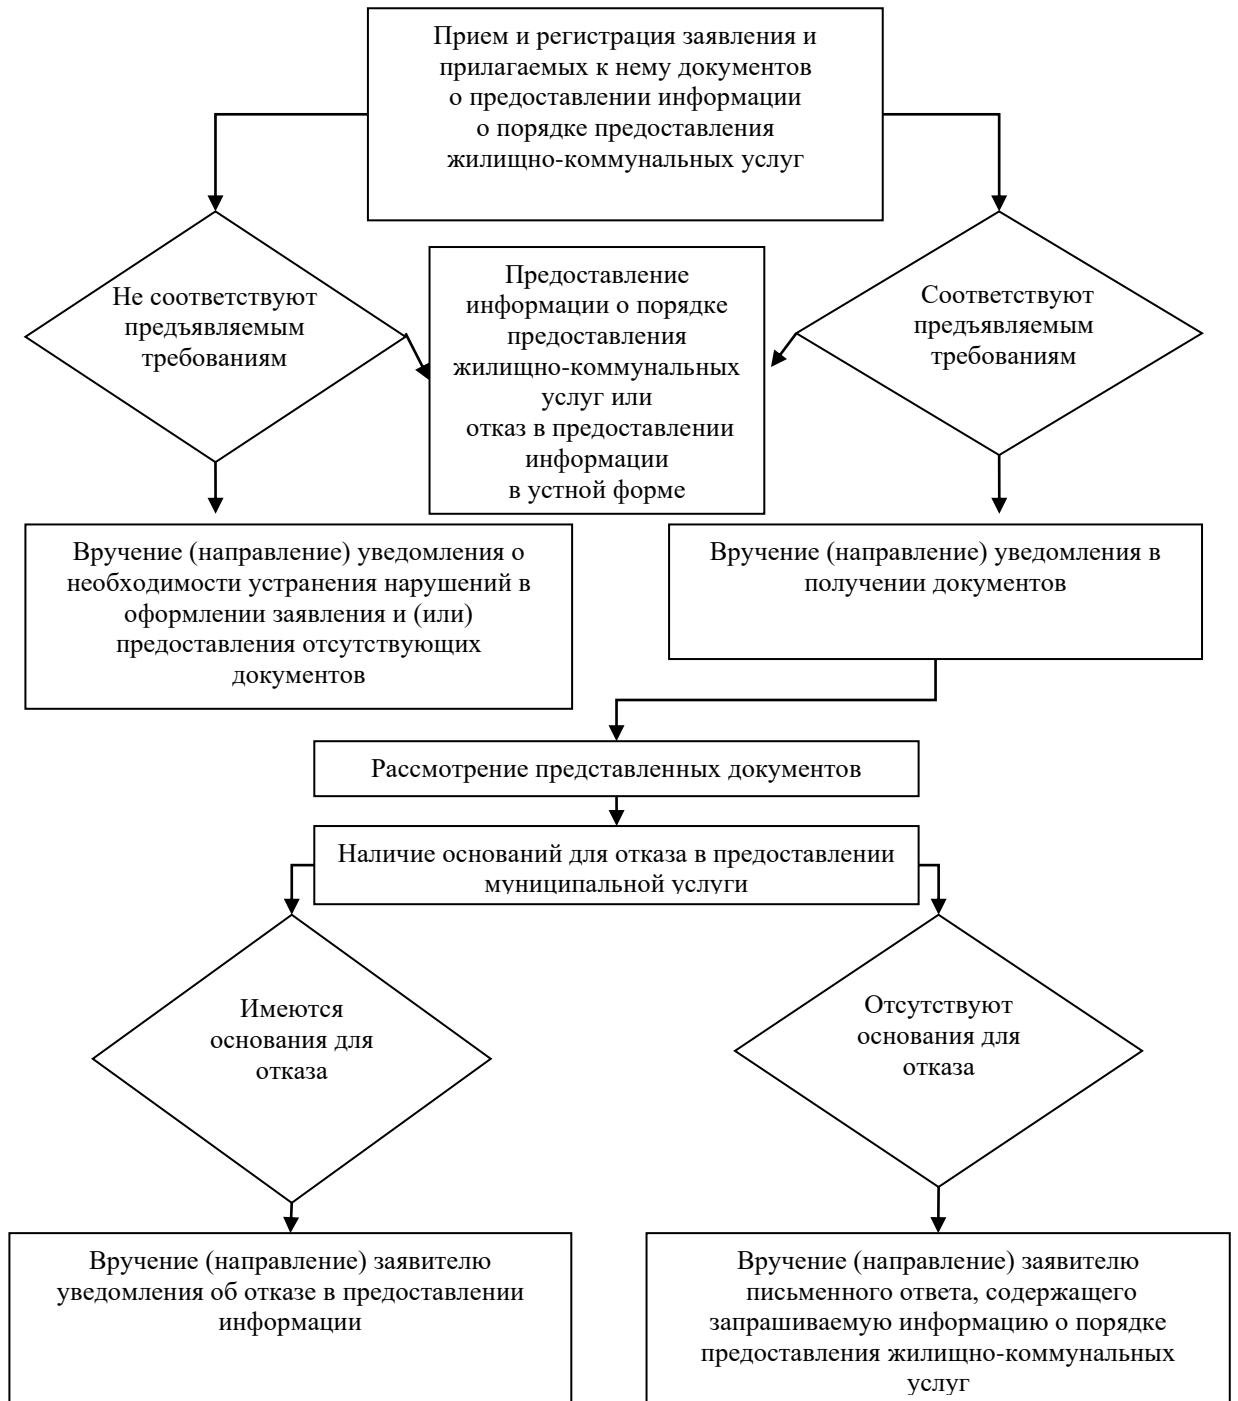 Прием и регистрация заявления и
прилагаемых к нему документов
о предоставлении информации
о порядке предоставления
жилищно-коммунальных услуг
Не соответствуют
предъявляемым
требованиям
Предоставление
информации о порядке
предоставления
жилищно-коммунальных
услуг или
отказ в предоставлении
информации
в устной форме
Соответствуют
предъявляемым
требованиям
Вручение (направление) уведомления о
необходимости устранения нарушений в
оформлении заявления и (или)
предоставления отсутствующих
документов
Вручение (направление) уведомления в
получении документов
Рассмотрение представленных документов
Наличие оснований для отказа в предоставлении
муниципальной услуги
Имеются
основания для
отказа
Отсутствуют
основания для
отказа
Вручение (направление) заявителю
уведомления об отказе в предоставлении
информации
Вручение (направление) заявителю
письменного ответа, содержащего
запрашиваемую информацию о порядке
предоставления жилищно-коммунальных
услуг